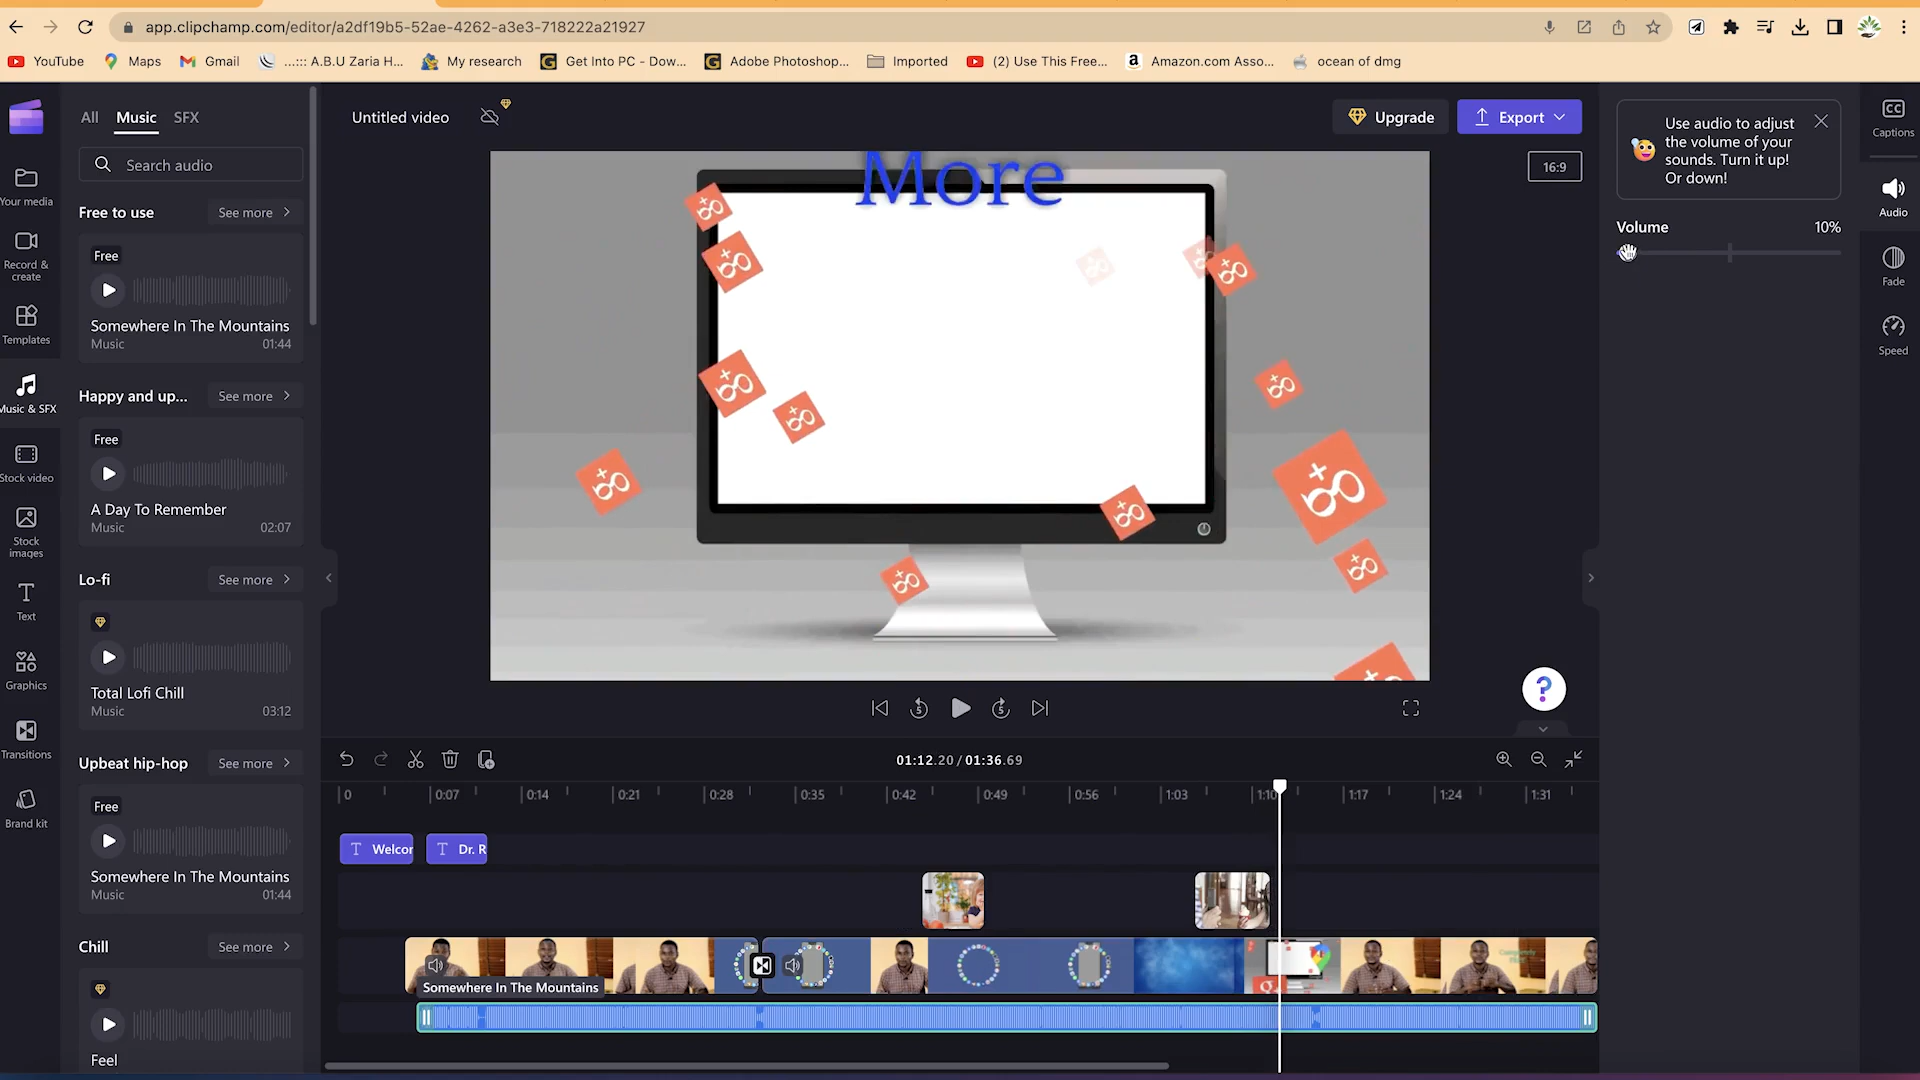 app.clipchamp.com/editor/a2df19b5-52ae-4262-a3e3-718222a21927
YouTube
Maps
Gmail
...::: A.B.U Zaria H...
My research
Get Into PC - Dow...
Adobe Photoshop...
Imported
(2) Use This Free...
Amazon.com Asso...
ocean of dmg
All
Music
SFX
Search audio
Your media
Record & create
Templates
Music & SFX
Stock video
Stock images
Text
Graphics
Transitions
Brand kit
Free to use
See more
Free
Somewhere In The Mountains
Music 01:44
Happy and up...
See more
Free
A Day To Remember
Music 02:07
Lo-fi
See more
Total Lofi Chill
Music 03:12
Upbeat hip-hop
See more
Free
Somewhere In The Mountains
Music 01:44
Chill
See more
Feel
Untitled video
Upgrade
Export
16:9
More
g+
g+
g+
g+
g+
g+
g+
g+
g+
g+
g+
Use audio to adjust
the volume of your
sounds. Turn it up!
Or down!
Volume 10%
CC
Captions
Audio
Fade
Speed
5
5
?
01:12.20 / 01:36.69
0 0:07 0:14 0:21 0:28 0:35 0:42 0:49 0:56 1:03 1:10 1:17 1:24 1:31
T Welcor
T Dr. R
Somewhere In The Mountains